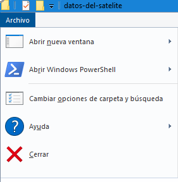 datos-del-satelite
Archivo
Abrir nueva ventana
Abrir Windows PowerShell
Cambiar opciones de carpeta y búsqueda
Ayuda
Cerrar